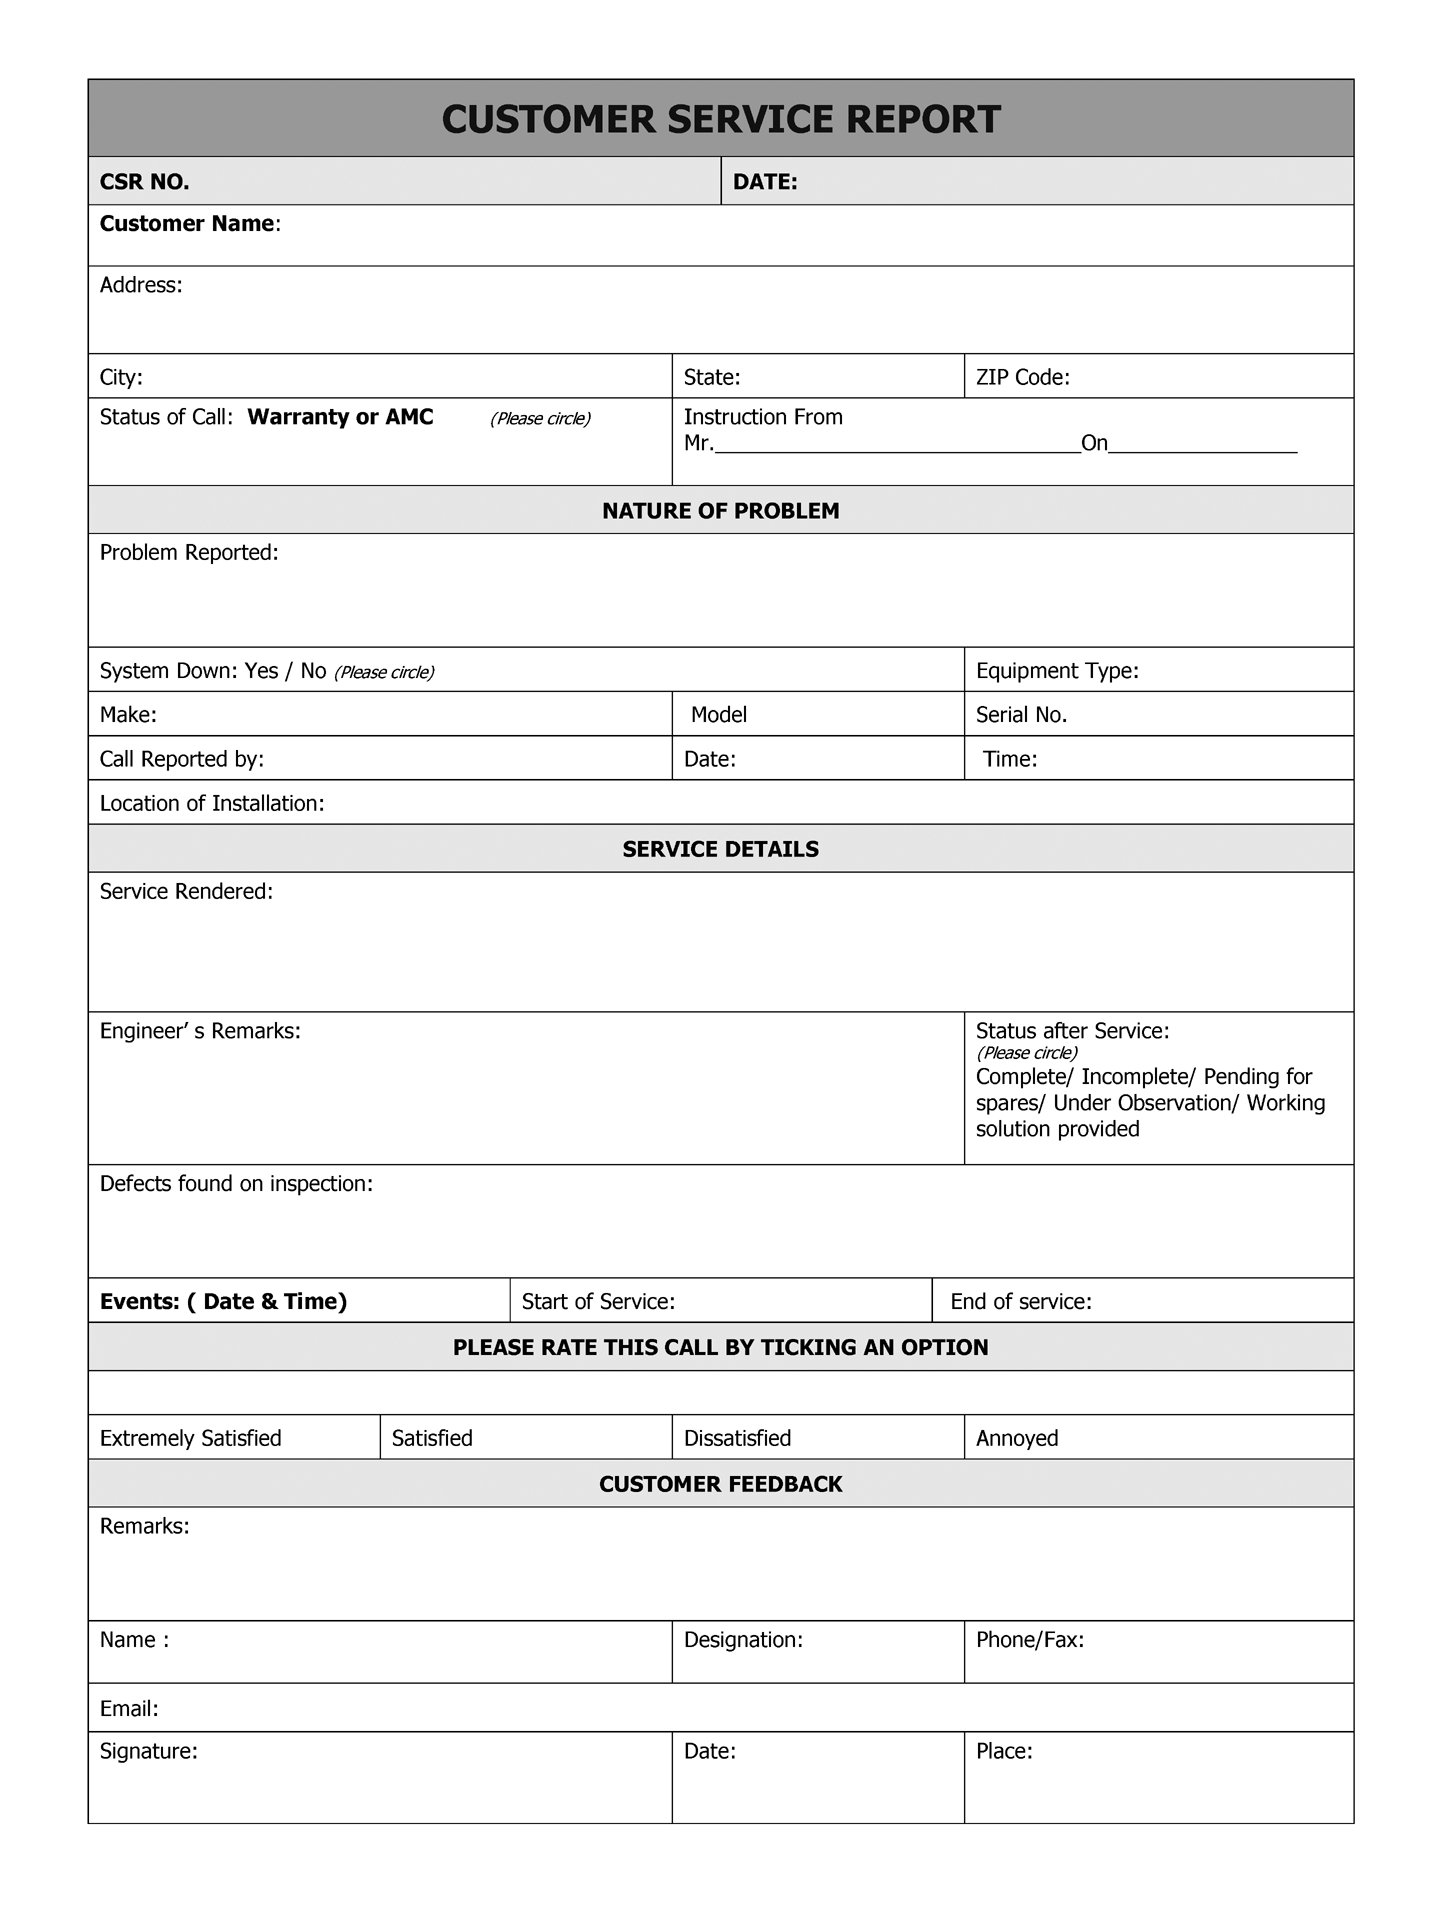 CUSTOMER SERVICE REPORT
CSR NO.
DATE:
Customer Name:
Address:
City:
State:
ZIP Code:
Status of Call: Warranty or AMC (Please circle)
Instruction From
Mr.______________________________On________________
NATURE OF PROBLEM
Problem Reported:
System Down: Yes / No (Please circle)
Equipment Type:
Make:
Model
Serial No.
Call Reported by:
Date:
Time:
Location of Installation:
SERVICE DETAILS
Service Rendered:
Engineer’ s Remarks:
Status after Service:
(Please circle)
Complete/ Incomplete/ Pending for
spares/ Under Observation/ Working
solution provided
Defects found on inspection:
Events: ( Date & Time)
Start of Service:
End of service:
PLEASE RATE THIS CALL BY TICKING AN OPTION
Extremely Satisfied
Satisfied
Dissatisfied
Annoyed
CUSTOMER FEEDBACK
Remarks:
Name :
Designation:
Phone/Fax:
Email:
Signature:
Date:
Place: